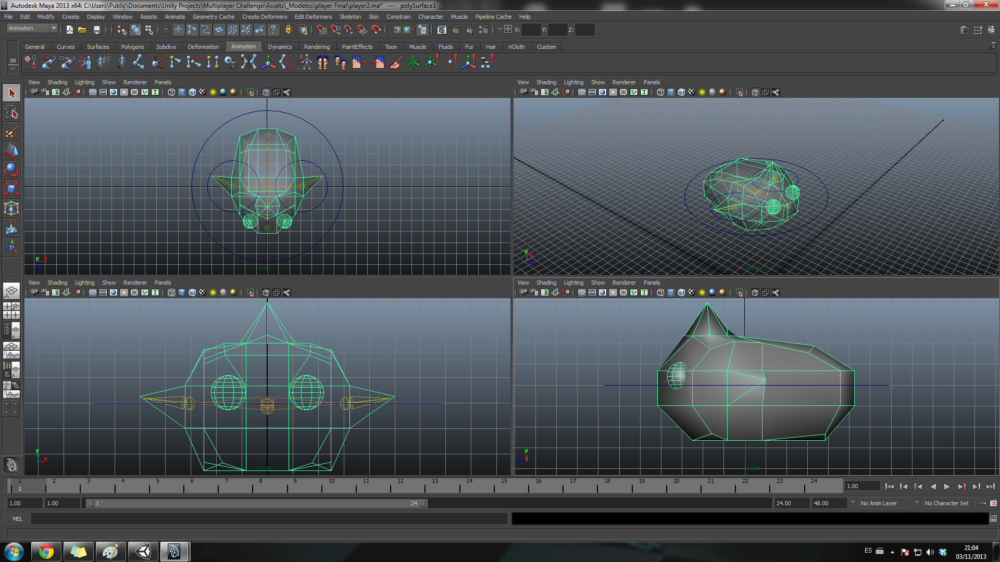 Autodesk Maya 2013 x64: C:\Users\Public\Documents\Unity Projects\Multiplayer Challenge\Assets\_Modelos\player Final\player2.ma* --- polySurface1
File Edit Modify Create Display Window Assets Animate Geometry Cache Create Deformers Edit Deformers Skeleton Skin Constrain Character Muscle Pipeline Cache Help
Animation X: Y: Z:
General Curves Surfaces Polygons Subdivs Deformation Animation Dynamics Rendering PaintEffects Toon Muscle Fluids Fur Hair nCloth Custom
View Shading Lighting Show Renderer Panels
View Shading Lighting Show Renderer Panels
y x
top
y x
persp
View Shading Lighting Show Renderer Panels
View Shading Lighting Show Renderer Panels
y x
front
y x
side
1 2 3 4 5 6 7 8 9 10 11 12 13 14 15 16 17 18 19 20 21 22 23 24
1
1.00
1.00 1.00 1 24 24.00 48.00 No Anim Layer No Character Set
MEL
ES
21:04
03/11/2013